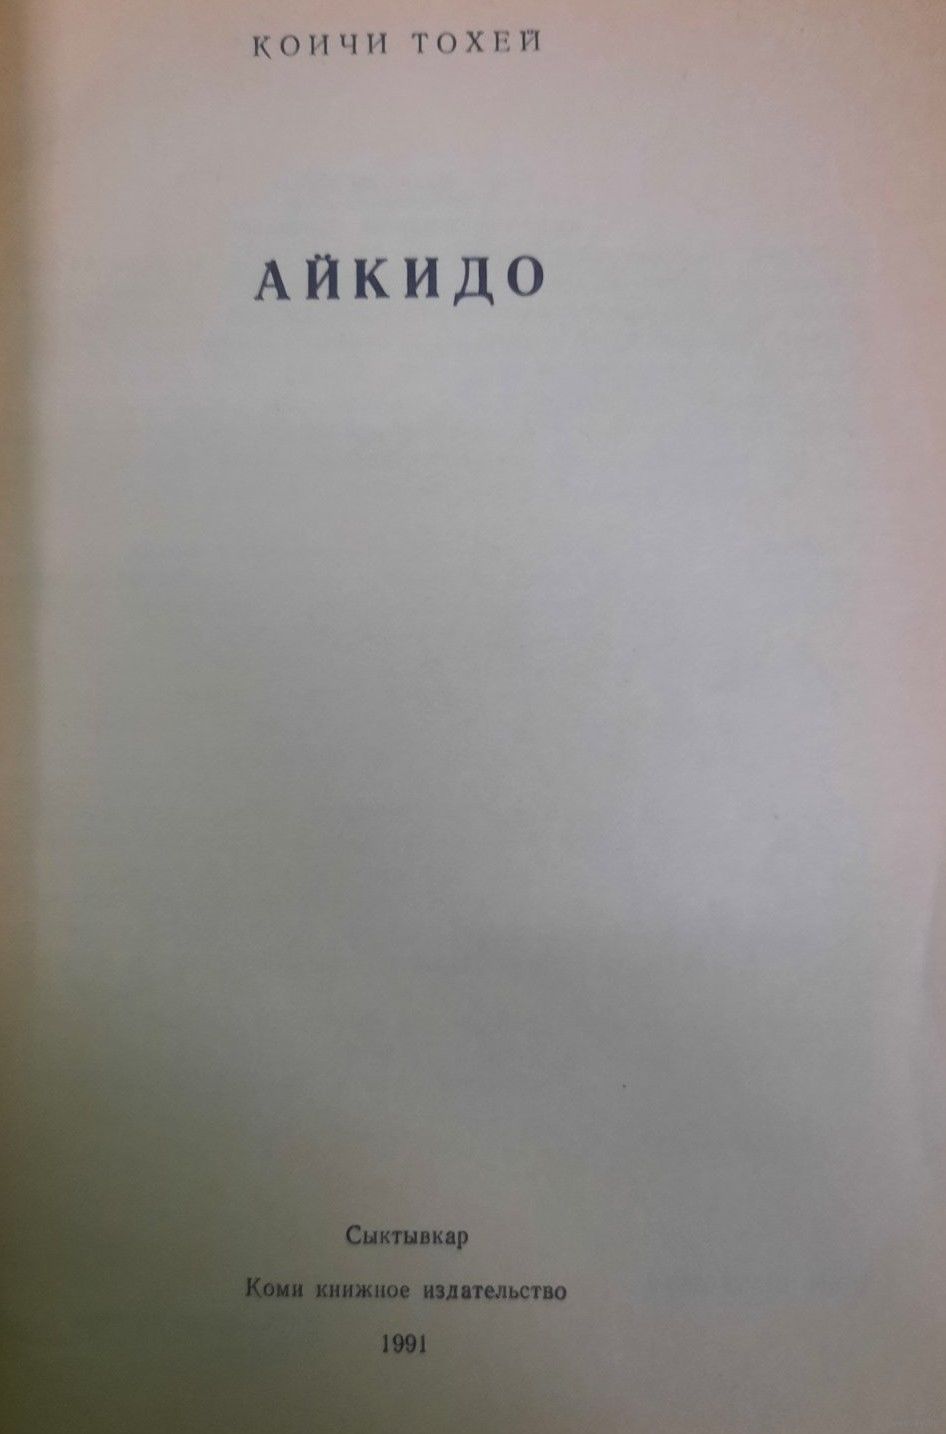 КОИЧИ ТОХЕЙ
АЙКИДО
Сыктывкар
Коми книжное издательство
1991